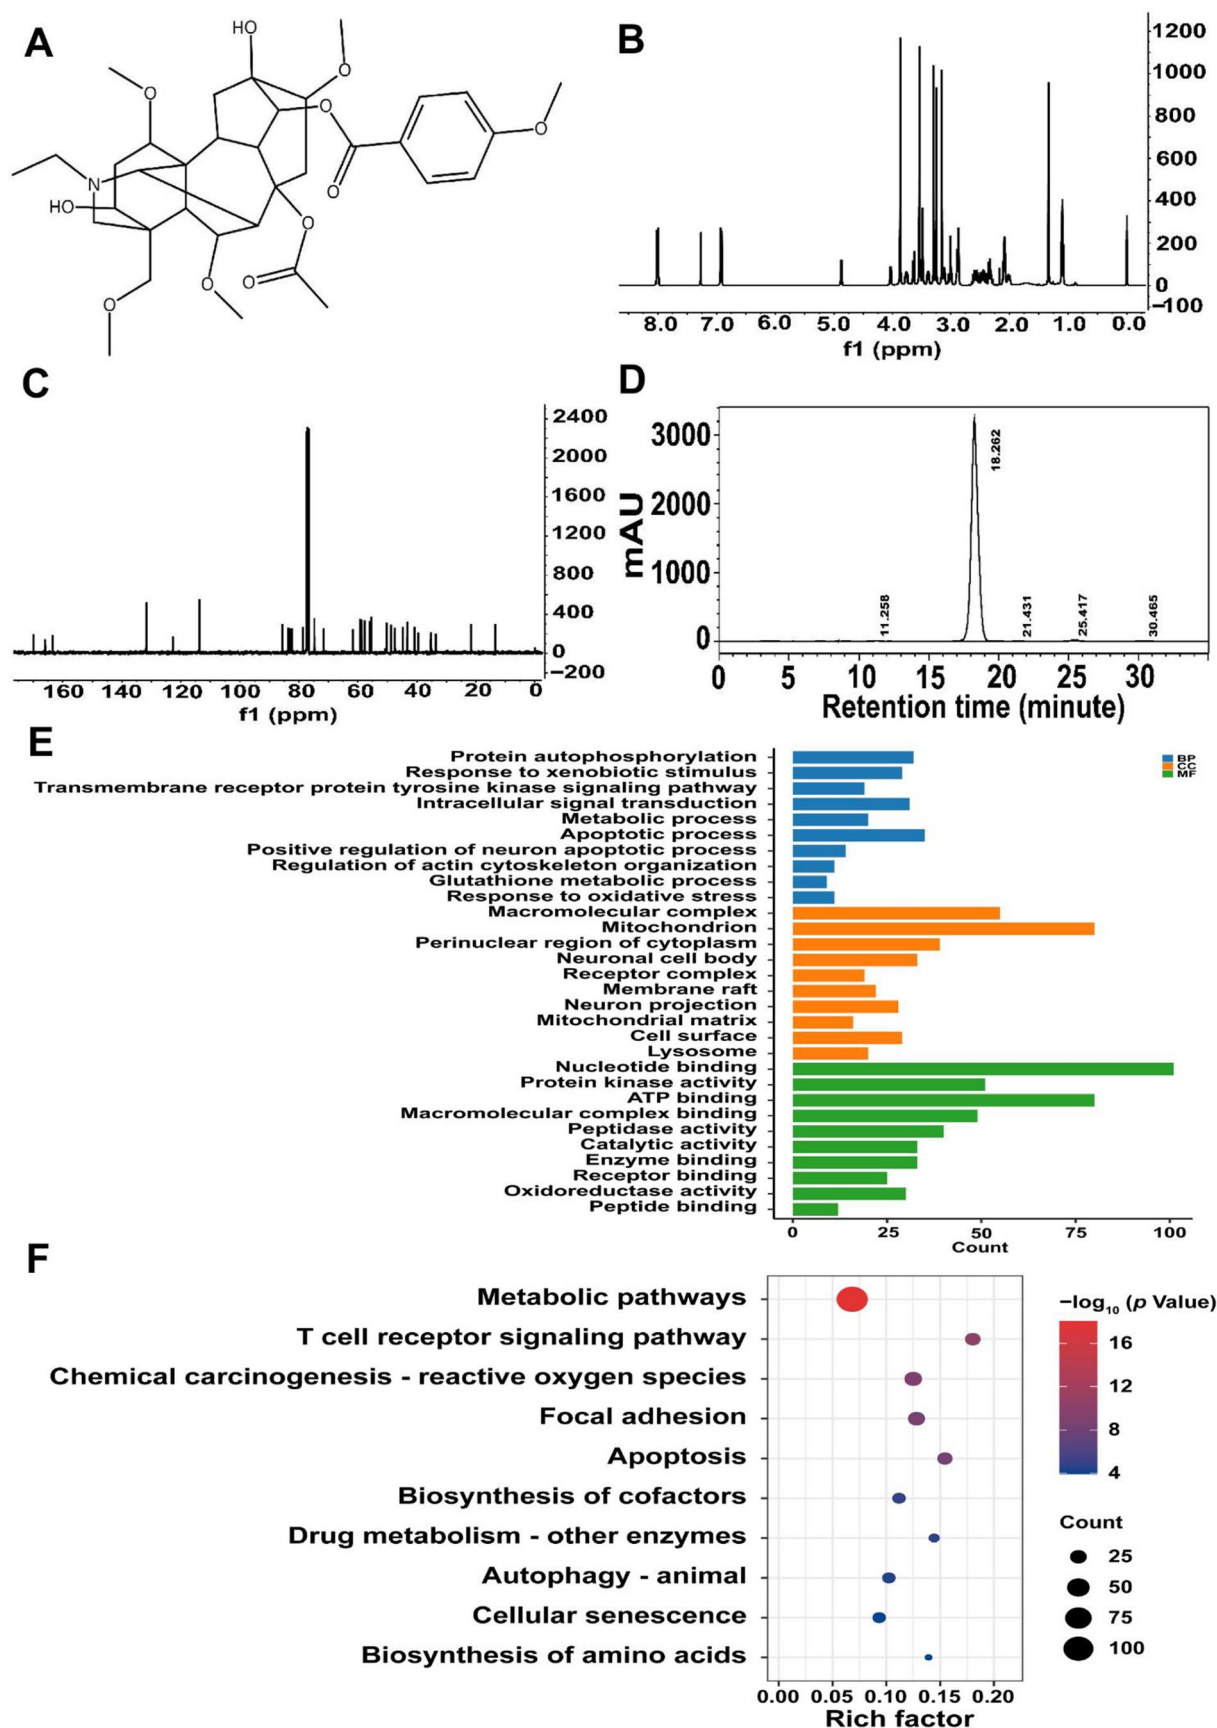 A
HO
O
O
O
O
N
O
HO
O
O
O
O
O
B
1200
1000
800
600
400
200
0
−100
8.0 7.0 6.0 5.0 4.0 3.0 2.0 1.0 0.0
f1 (ppm)
C
2400
2000
1600
1200
800
400
0
−200
160 140 120 100 80 60 40 20 0
f1 (ppm)
D
3000
2000
1000
0
mAU
11.258
18.262
21.431
25.417
30.465
0 5 10 15 20 25 30
Retention time (minute)
E
Protein autophosphorylation
Response to xenobiotic stimulus
Transmembrane receptor protein tyrosine kinase signaling pathway
Intracellular signal transduction
Metabolic process
Apoptotic process
Positive regulation of neuron apoptotic process
Regulation of actin cytoskeleton organization
Glutathione metabolic process
Response to oxidative stress
Macromolecular complex
Mitochondrion
Perinuclear region of cytoplasm
Neuronal cell body
Receptor complex
Membrane raft
Neuron projection
Mitochondrial matrix
Cell surface
Lysosome
Nucleotide binding
Protein kinase activity
ATP binding
Macromolecular complex binding
Peptidase activity
Catalytic activity
Enzyme binding
Receptor binding
Oxidoreductase activity
Peptide binding
BP
CC
MF
0 25 50 75 100
Count
F
Metabolic pathways
T cell receptor signaling pathway
Chemical carcinogenesis - reactive oxygen species
Focal adhesion
Apoptosis
Biosynthesis of cofactors
Drug metabolism - other enzymes
Autophagy - animal
Cellular senescence
Biosynthesis of amino acids
0.00 0.05 0.10 0.15 0.20
Rich factor
−log10 (p Value)
16
12
8
4
Count
25
50
75
100